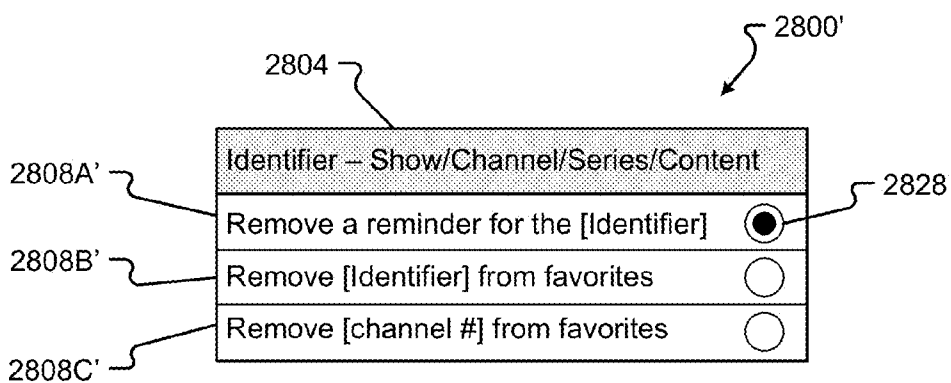 2800'
2804
Identifier – Show/Channel/Series/Content
2808A’
2828
Remove a reminder for the [Identifier]
2808B’
Remove [Identifier] from favorites
Remove [channel #] from favorites
2808C’